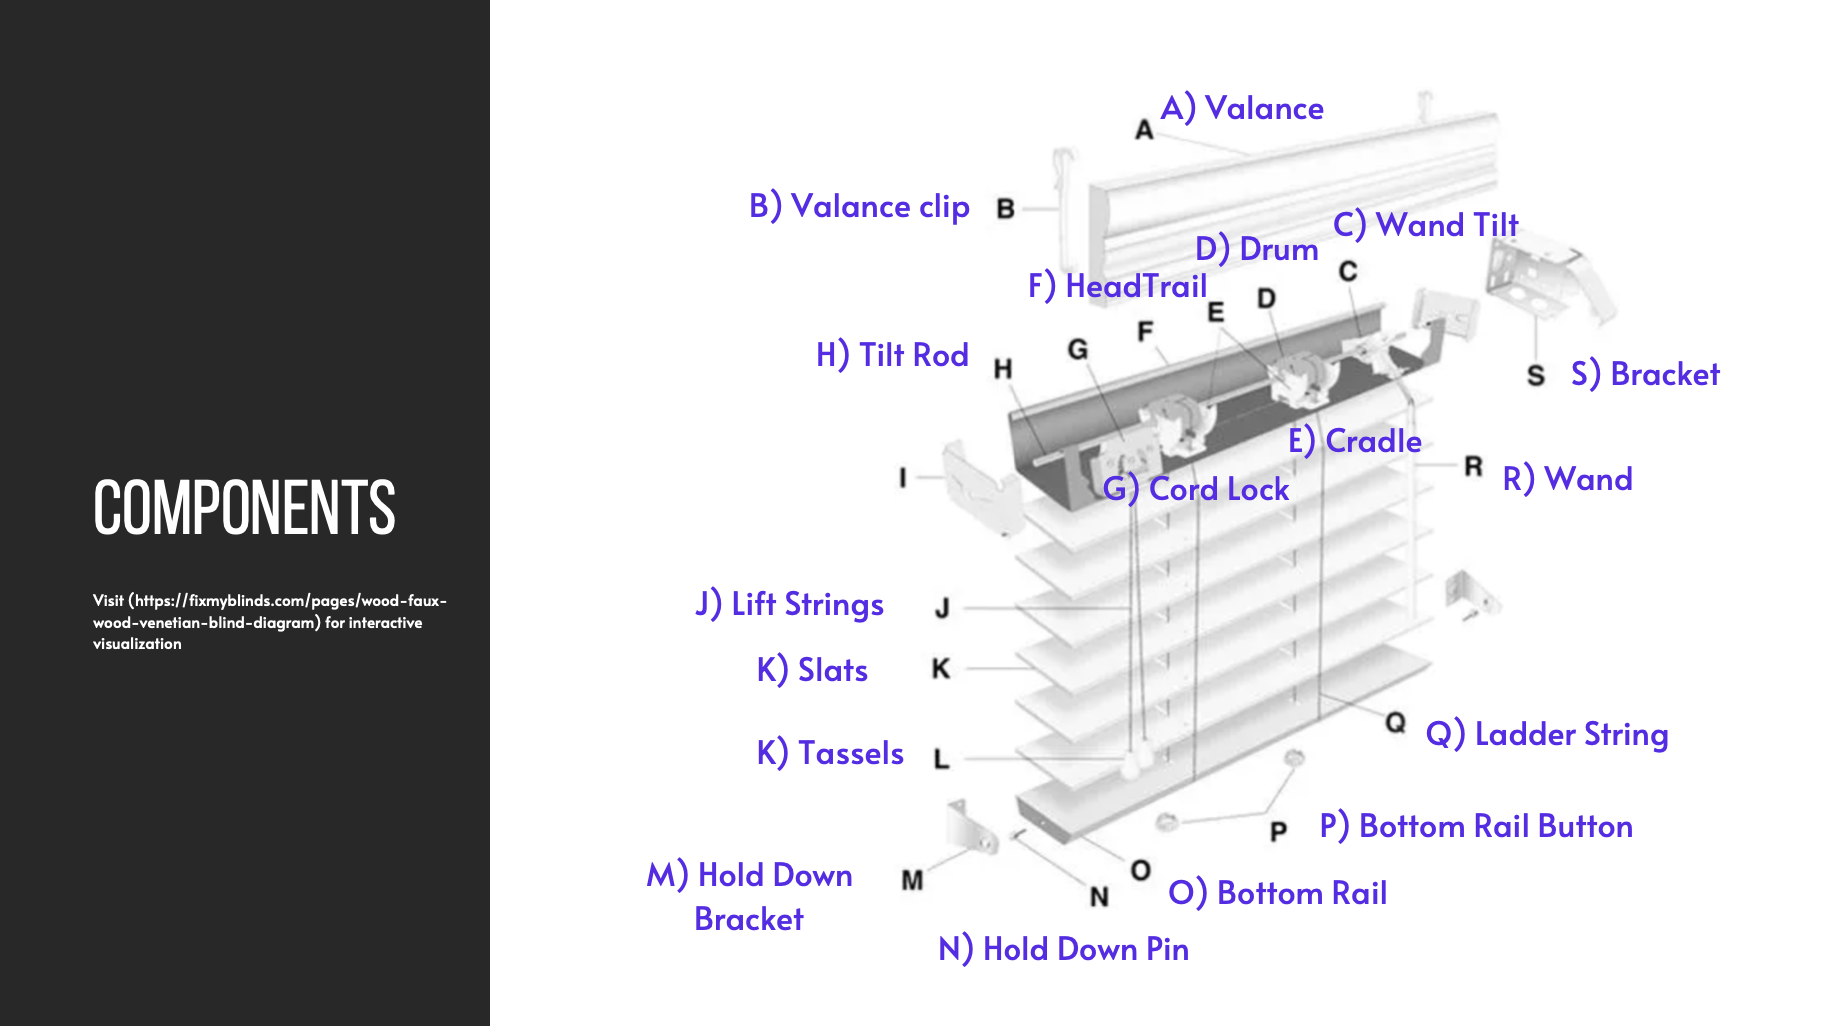 COMPONENTS
Visit (https://fixmyblinds.com/pages/wood-faux-
wood-venetian-blind-diagram) for interactive
visualization
A) Valance
A
B) Valance clip
B
C) Wand Tilt
D) Drum
C
F) HeadTrail
D
E
F
G
H) Tilt Rod
H
S
S) Bracket
E) Cradle
I
R
R) Wand
G) Cord Lock
J) Lift Strings
J
K) Slats
K
Q
Q) Ladder String
K) Tassels
L
P
P) Bottom Rail Button
M) Hold Down
Bracket
M
O
N
O) Bottom Rail
N) Hold Down Pin